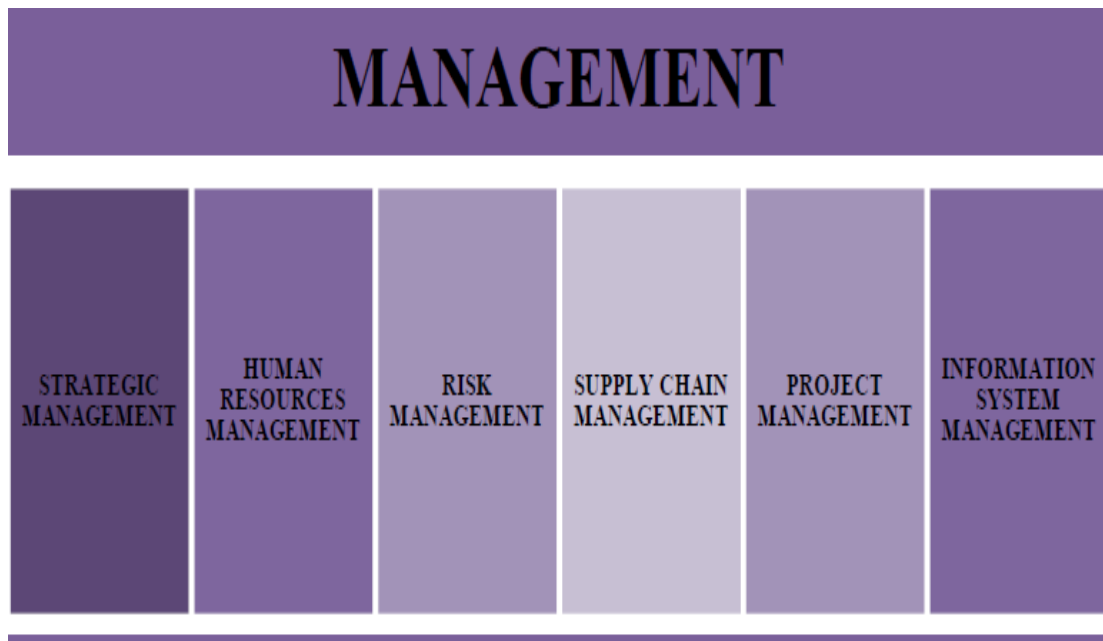 MANAGEMENT
STRATEGIC
MANAGEMENT
HUMAN
RESOURCES
MANAGEMENT
RISK
MANAGEMENT
SUPPLY CHAIN
MANAGEMENT
PROJECT
MANAGEMENT
INFORMATION
SYSTEM
MANAGEMENT